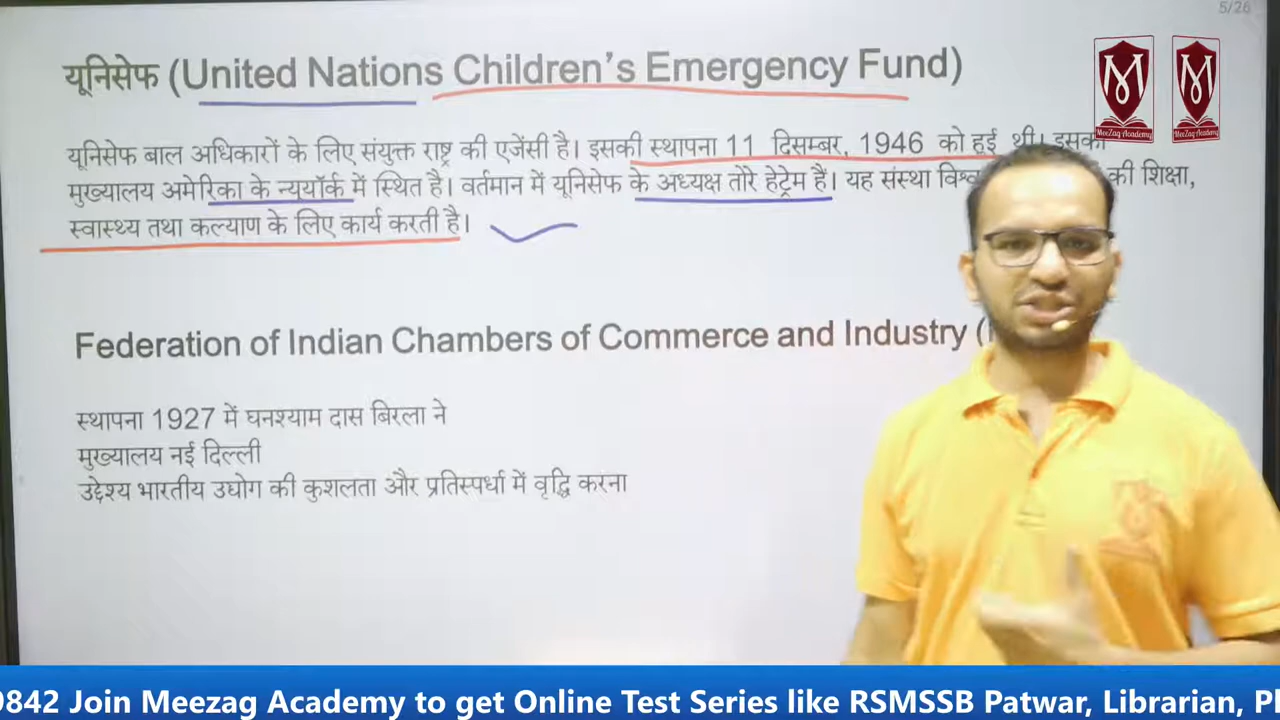 5/26
यूनिसेफ (United Nations Children's Emergency Fund)
यूनिसेफ बाल अधिकारों के लिए संयुक्त राष्ट्र की एजेंसी है। इसकी स्थापना 11 दिसम्बर, 1946 को हुई थी। इसका
मुख्यालय अमेरिका के न्यूयॉर्क में स्थित है। वर्तमान में यूनिसेफ के अध्यक्ष तोरे हेट्रेम हैं। यह संस्था की शिक्षा,
स्वास्थ्य तथा कल्याण के लिए कार्य करती है।
Federation of Indian Chambers of Commerce and Industry (
स्थापना 1927 में घनश्याम दास बिरला ने
मुख्यालय नई दिल्ली
उद्देश्य भारतीय उघोग की कुशलता और प्रतिस्पर्धा में वृद्धि करना
MeeZag Academy
MeeZag Academy
9842 Join Meezag Academy to get Online Test Series like RSMSSB Patwar, Librarian,